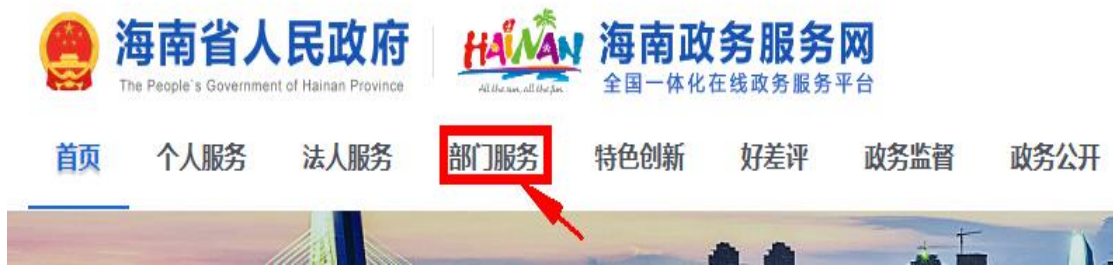 海南省人民政府
The People's Government of Hainan Province
HAINAN
All the sun, all the fun
海南政务服务网
全国一体化在线政务服务平台
首页 个人服务 法人服务 部门服务 特色创新 好差评 政务监督 政务公开